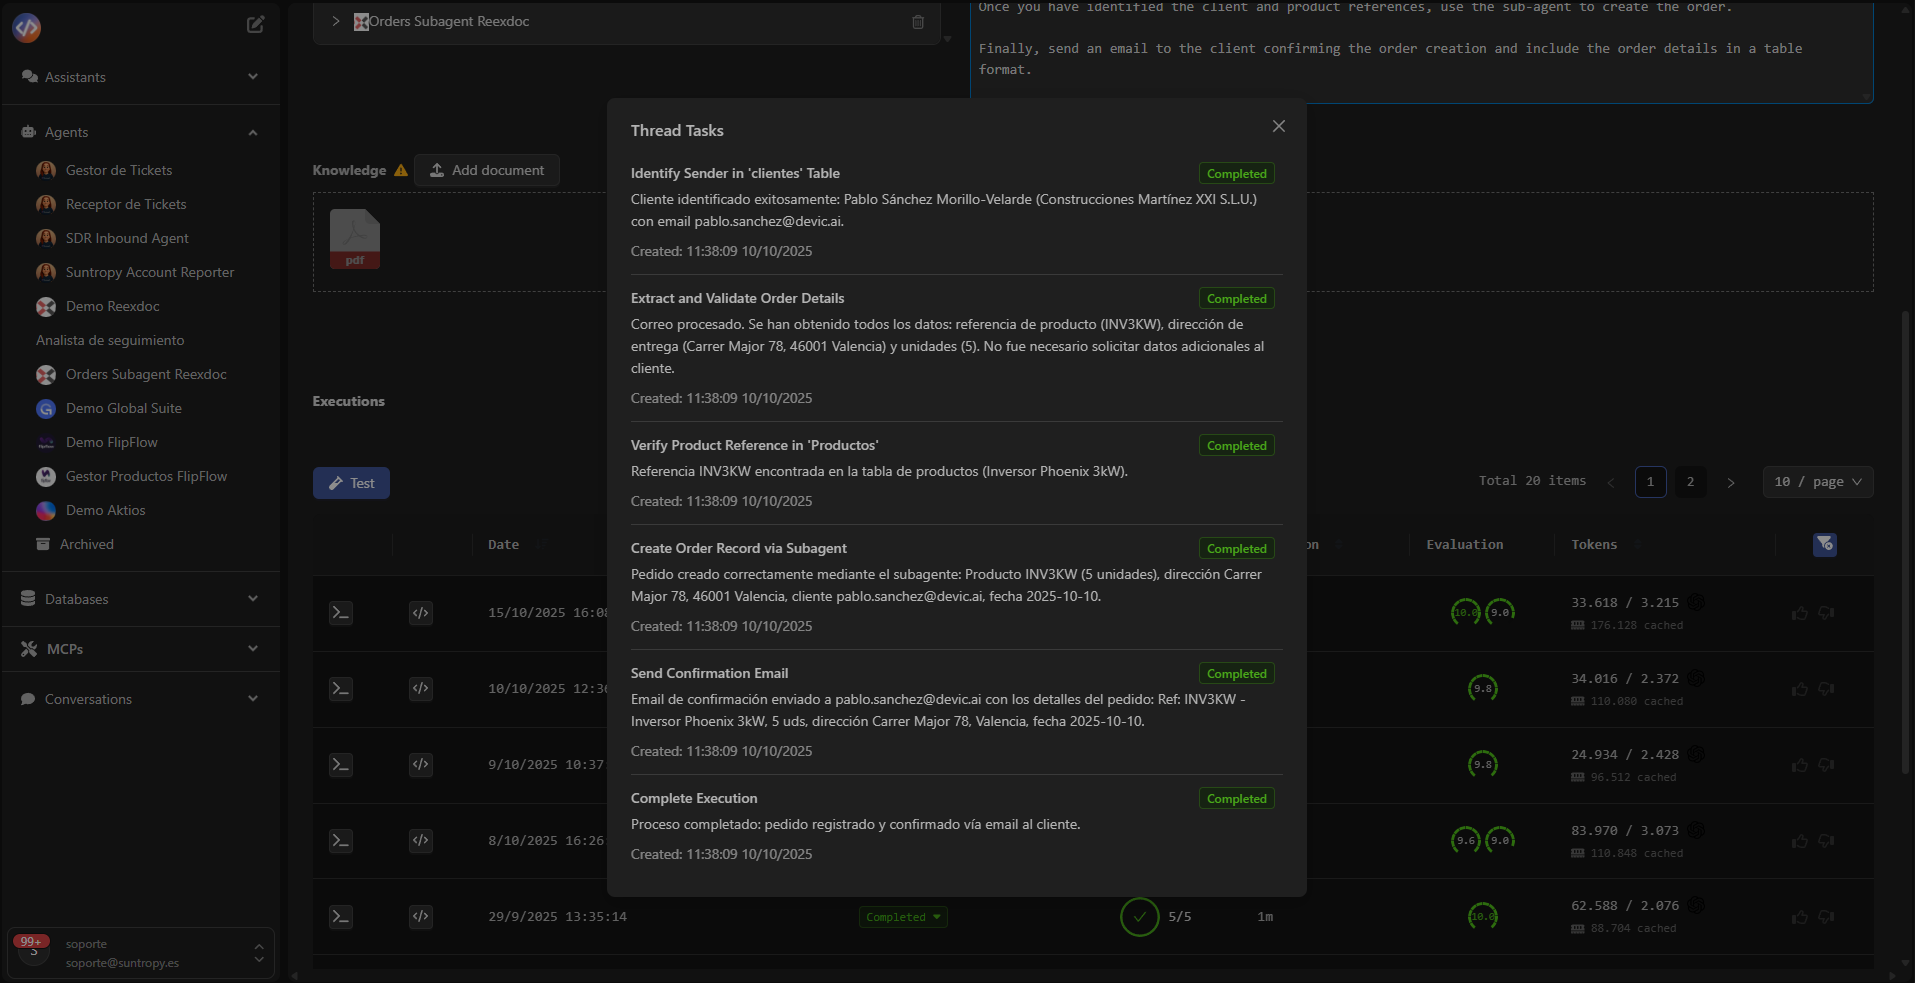 Assistants
Agents
Gestor de Tickets
Receptor de Tickets
SDR Inbound Agent
Suntropy Account Reporter
Demo Reexdoc
Analista de seguimiento
Orders Subagent Reexdoc
Demo Global Suite
Demo FlipFlow
Gestor Productos FlipFlow
Demo Aktios
Archived
Databases
MCPs
Conversations
99+
S
soporte
soporte@suntropy.es
Orders Subagent Reexdoc
Once you have identified the client and product references, use the sub-agent to create the order.
Finally, send an email to the client confirming the order creation and include the order details in a table
format.
Knowledge
Add document
pdf
Executions
Test
Total 20 items
1
2
10 / page
Date
on
Evaluation
Tokens
15/10/2025 16:08
10.0
9.0
33.618 / 3.215
176.128 cached
10/10/2025 12:36
9.8
34.016 / 2.372
110.080 cached
9/10/2025 10:37
9.8
24.934 / 2.428
96.512 cached
8/10/2025 16:26
9.6
9.0
83.970 / 3.073
110.848 cached
29/9/2025 13:35:14
Completed
5/5
1m
10.0
62.588 / 2.076
88.704 cached
Thread Tasks
Identify Sender in 'clientes' Table
Completed
Cliente identificado exitosamente: Pablo Sánchez Morillo-Velarde (Construcciones Martínez XXI S.L.U.)
con email pablo.sanchez@devic.ai.
Created: 11:38:09 10/10/2025
Extract and Validate Order Details
Completed
Correo procesado. Se han obtenido todos los datos: referencia de producto (INV3KW), dirección de
entrega (Carrer Major 78, 46001 Valencia) y unidades (5). No fue necesario solicitar datos adicionales al
cliente.
Created: 11:38:09 10/10/2025
Verify Product Reference in 'Productos'
Completed
Referencia INV3KW encontrada en la tabla de productos (Inversor Phoenix 3kW).
Created: 11:38:09 10/10/2025
Create Order Record via Subagent
Completed
Pedido creado correctamente mediante el subagente: Producto INV3KW (5 unidades), dirección Carrer
Major 78, 46001 Valencia, cliente pablo.sanchez@devic.ai, fecha 2025-10-10.
Created: 11:38:09 10/10/2025
Send Confirmation Email
Completed
Email de confirmación enviado a pablo.sanchez@devic.ai con los detalles del pedido: Ref: INV3KW -
Inversor Phoenix 3kW, 5 uds, dirección Carrer Major 78, Valencia, fecha 2025-10-10.
Created: 11:38:09 10/10/2025
Complete Execution
Completed
Proceso completado: pedido registrado y confirmado vía email al cliente.
Created: 11:38:09 10/10/2025